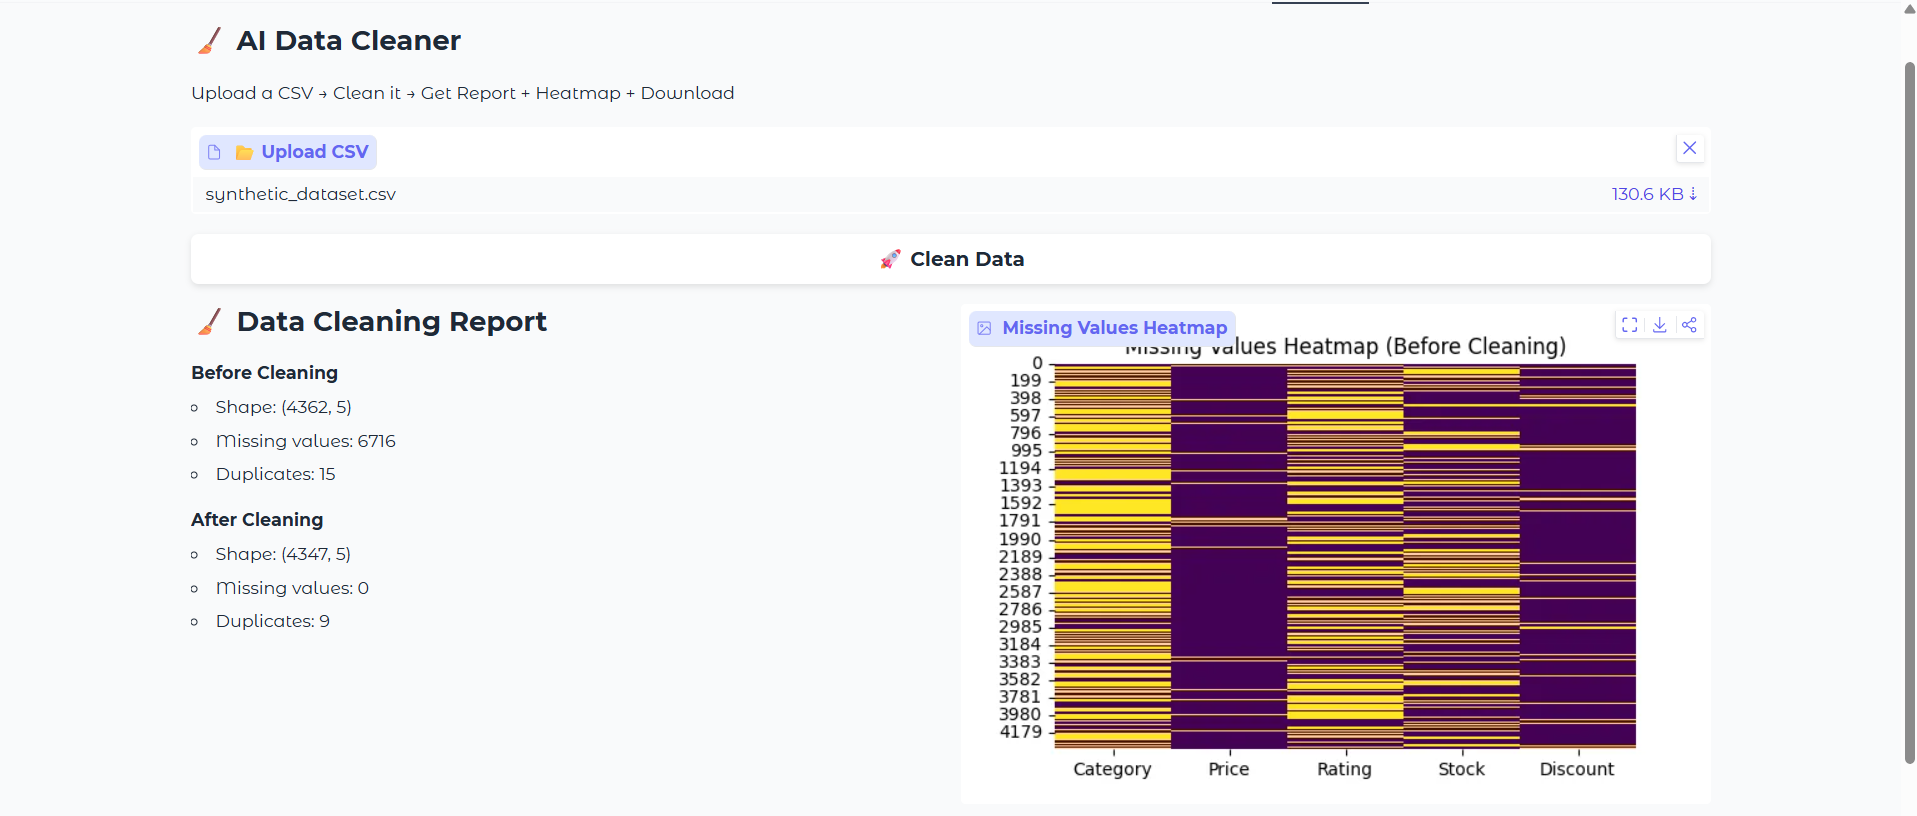 🧹 AI Data Cleaner
Upload a CSV → Clean it → Get Report + Heatmap + Download
📂 Upload CSV
synthetic_dataset.csv
130.6 KB ↓
🚀 Clean Data
🧹 Data Cleaning Report
Before Cleaning
Shape: (4362, 5)
Missing values: 6716
Duplicates: 15
After Cleaning
Shape: (4347, 5)
Missing values: 0
Duplicates: 9
Missing Values Heatmap
Missing Values Heatmap (Before Cleaning)
0
199
398
597
796
995
1194
1393
1592
1791
1990
2189
2388
2587
2786
2985
3184
3383
3582
3781
3980
4179
Category Price Rating Stock Discount